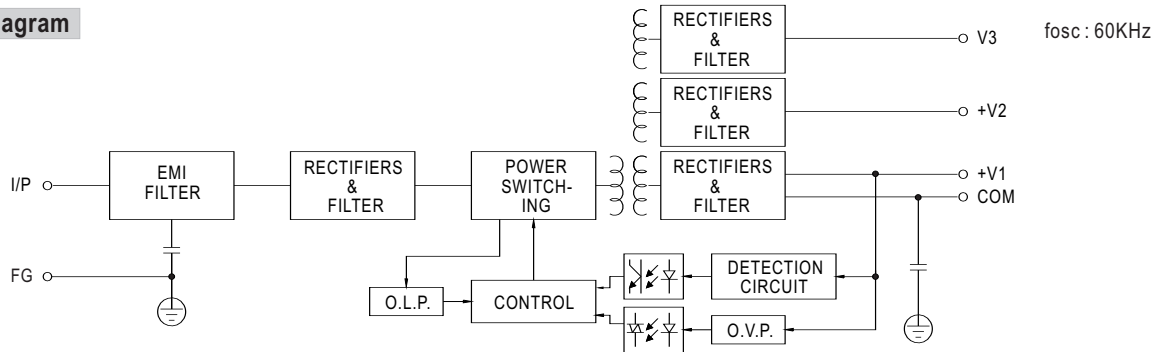 agram
RECTIFIERS
&
FILTER
V3
fosc : 60KHz
RECTIFIERS
&
FILTER
+V2
I/P
EMI
FILTER
RECTIFIERS
&
FILTER
POWER
SWITCH-
ING
RECTIFIERS
&
FILTER
+V1
COM
FG
O.L.P.
CONTROL
DETECTION
CIRCUIT
O.V.P.